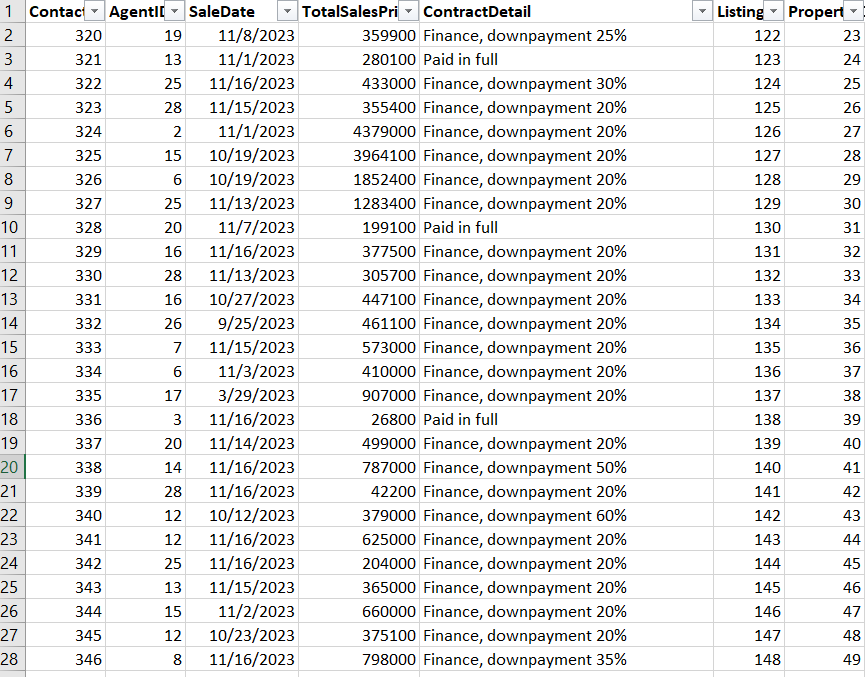 1 Contac AgentID SaleDate TotalSalesPri ContractDetail Listing Propert
2 320 19 11/8/2023 359900 Finance, downpayment 25% 122 23
3 321 13 11/1/2023 280100 Paid in full 123 24
4 322 25 11/16/2023 433000 Finance, downpayment 30% 124 25
5 323 28 11/15/2023 355400 Finance, downpayment 20% 125 26
6 324 2 11/1/2023 4379000 Finance, downpayment 20% 126 27
7 325 15 10/19/2023 3964100 Finance, downpayment 20% 127 28
8 326 6 10/19/2023 1852400 Finance, downpayment 20% 128 29
9 327 25 11/13/2023 1283400 Finance, downpayment 20% 129 30
10 328 20 11/7/2023 199100 Paid in full 130 31
11 329 16 11/16/2023 377500 Finance, downpayment 20% 131 32
12 330 28 11/13/2023 305700 Finance, downpayment 20% 132 33
13 331 16 10/27/2023 447100 Finance, downpayment 20% 133 34
14 332 26 9/25/2023 461100 Finance, downpayment 20% 134 35
15 333 7 11/15/2023 573000 Finance, downpayment 20% 135 36
16 334 6 11/3/2023 410000 Finance, downpayment 20% 136 37
17 335 17 3/29/2023 907000 Finance, downpayment 20% 137 38
18 336 3 11/16/2023 26800 Paid in full 138 39
19 337 20 11/14/2023 499000 Finance, downpayment 20% 139 40
20 338 14 11/16/2023 787000 Finance, downpayment 50% 140 41
21 339 28 11/16/2023 42200 Finance, downpayment 20% 141 42
22 340 12 10/12/2023 379000 Finance, downpayment 60% 142 43
23 341 12 11/16/2023 625000 Finance, downpayment 20% 143 44
24 342 25 11/16/2023 204000 Finance, downpayment 20% 144 45
25 343 13 11/15/2023 365000 Finance, downpayment 20% 145 46
26 344 15 11/2/2023 660000 Finance, downpayment 20% 146 47
27 345 12 10/23/2023 375100 Finance, downpayment 20% 147 48
28 346 8 11/16/2023 798000 Finance, downpayment 35% 148 49